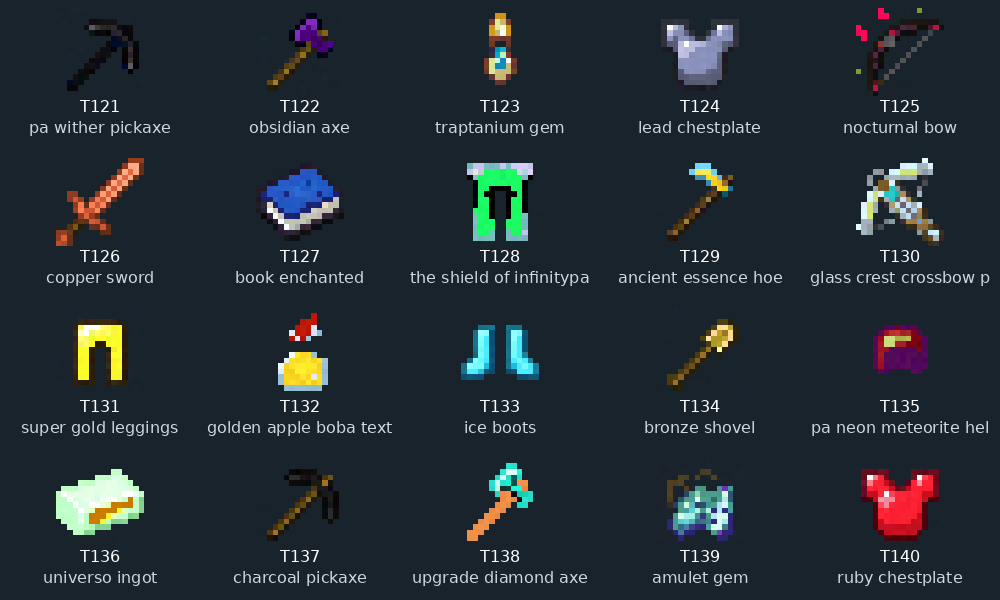 T121 T122 T123 T124 T125
pa wither pickaxe obsidian axe traptanium gem lead chestplate nocturnal bow
T126 T127 T128 T129 T130
copper sword book enchanted the shield of infinitypa ancient essence hoe glass crest crossbow p
T131 T132 T133 T134 T135
super gold leggings golden apple boba text ice boots bronze shovel pa neon meteorite hel
T136 T137 T138 T139 T140
universo ingot charcoal pickaxe upgrade diamond axe amulet gem ruby chestplate